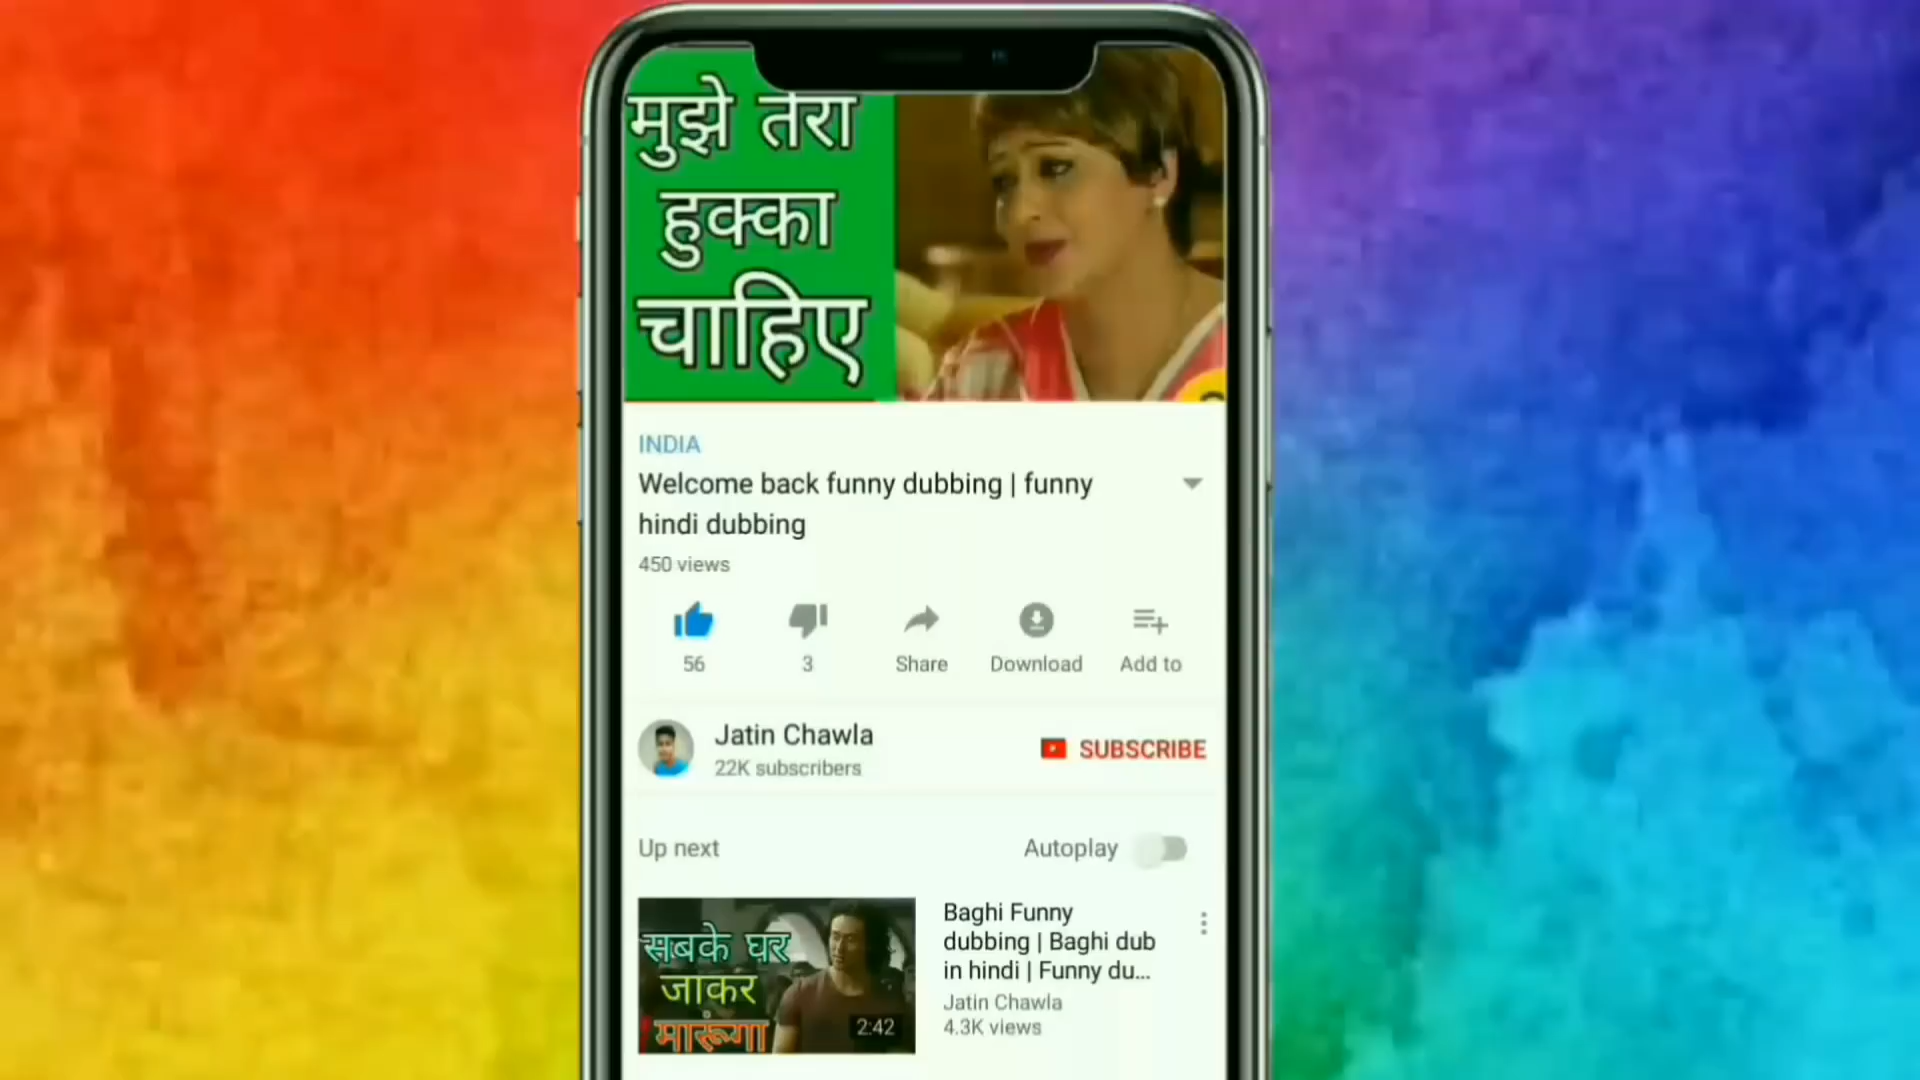 मुझे तेरा
हुक्का
चाहिए
INDIA
Welcome back funny dubbing | funny
hindi dubbing
450 views
56
3
Share
Download
Add to
Jatin Chawla
22K subscribers
SUBSCRIBE
Up next
Autoplay
सबके घर
जाकर
मारूंगा
2:42
Baghi Funny
dubbing | Baghi dub
in hindi | Funny du...
Jatin Chawla
4.3K views